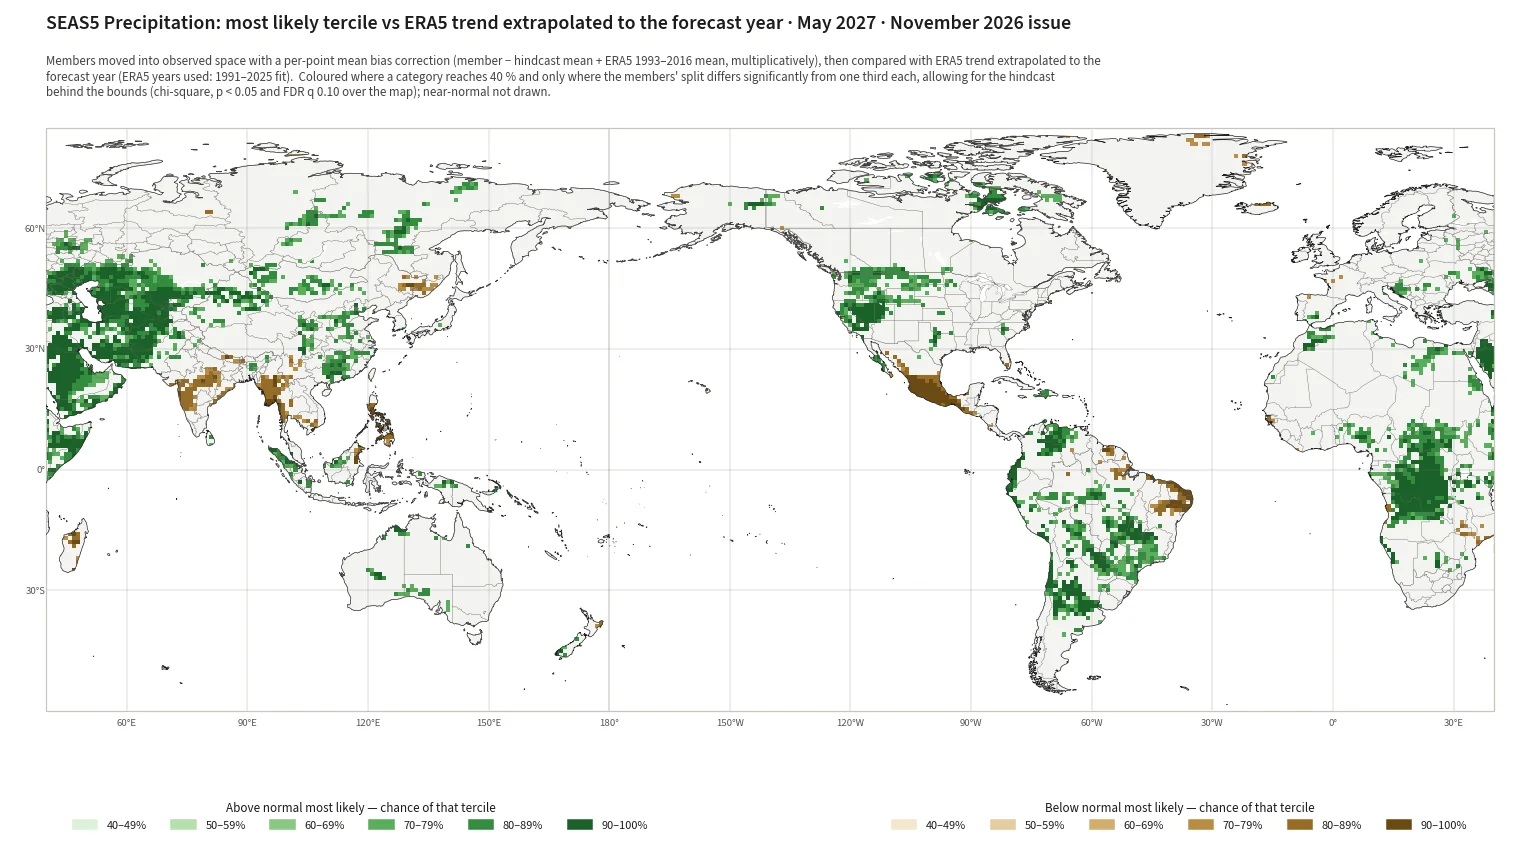 SEAS5 Precipitation: most likely tercile vs ERA5 trend extrapolated to the forecast year · May 2027 · November 2026 issue
Members moved into observed space with a per-point mean bias correction (member − hindcast mean + ERA5 1993–2016 mean, multiplicatively), then compared with ERA5 trend extrapolated to the
forecast year (ERA5 years used: 1991–2025 fit). Coloured where a category reaches 40 % and only where the members' split differs significantly from one third each, allowing for the hindcast
behind the bounds (chi-square, p < 0.05 and FDR q 0.10 over the map); near-normal not drawn.
60°N
30°N
0°
30°S
60°E 90°E 120°E 150°E 180° 150°W 120°W 90°W 60°W 30°W 0° 30°E
Above normal most likely — chance of that tercile
40–49% 50–59% 60–69% 70–79% 80–89% 90–100%
Below normal most likely — chance of that tercile
40–49% 50–59% 60–69% 70–79% 80–89% 90–100%